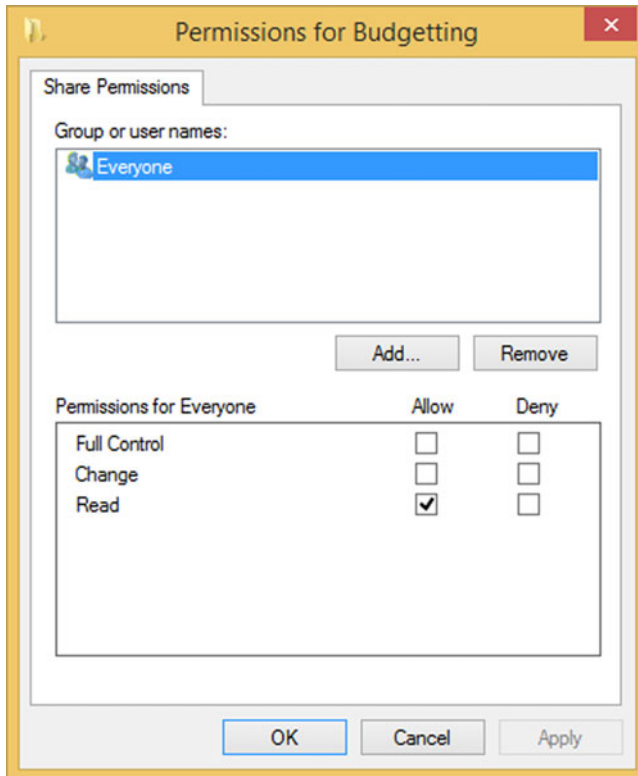 Permissions for Budgetting
Share Permissions
Group or user names:
Everyone
Add... Remove
Permissions for Everyone Allow Deny
Full Control
Change
Read
OK Cancel Apply